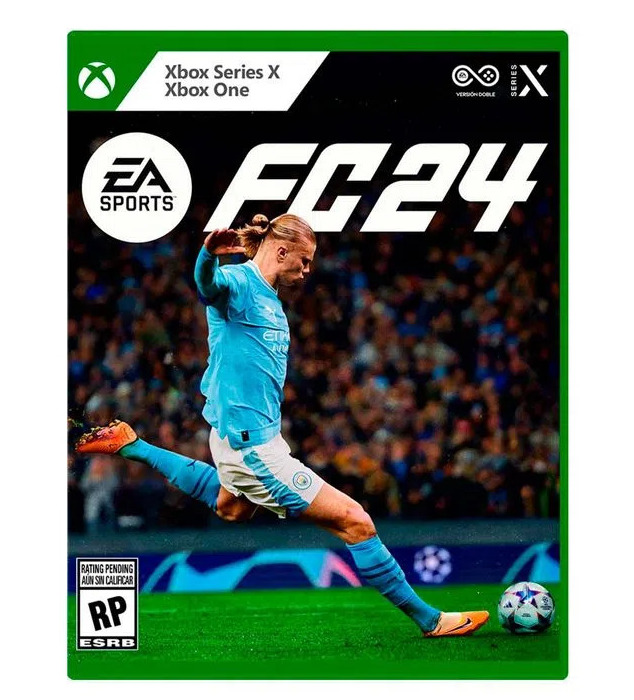 Xbox Series X
Xbox One
VERSIÓN DOBLE
SERIES X
EA
SPORTS
FC24
RATING PENDING
AÚN SIN CALIFICAR
RP
ESRB